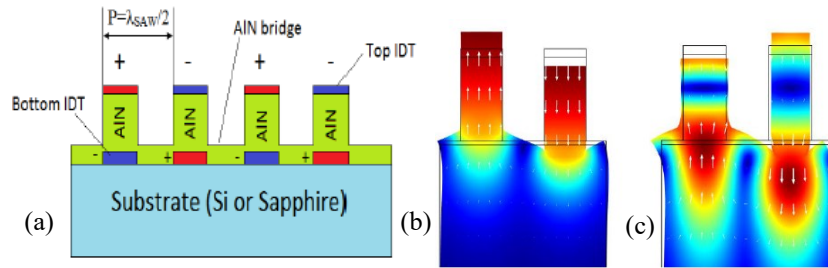 P=λSAW/2
AlN bridge
+ - + -
Top IDT
Bottom IDT
AlN AlN AlN AlN
- + - +
Substrate (Si or Sapphire)
(a) (b) (c)